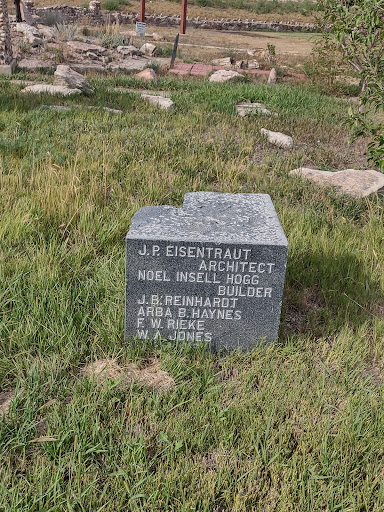 J. P. EISENTRAUT
ARCHITECT
NOEL INSELL HOGG
BUILDER
J. B. REINHARDT
ARBA B. HAYNES
F. W. RIEKE
W. A. JONES